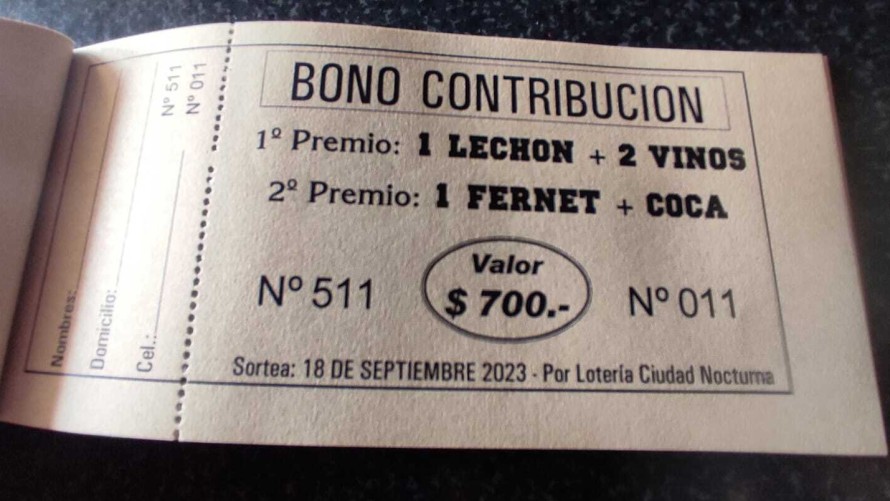 Nombres:
Domicilio:
Cel.:
Nº 511
Nº 011
BONO CONTRIBUCION
1º Premio: 1 LECHON + 2 VINOS
2º Premio: 1 FERNET + COCA
Valor
Nº 511 $ 700.- Nº 011
Sortea: 18 DE SEPTIEMBRE 2023 - Por Lotería Ciudad Nocturna